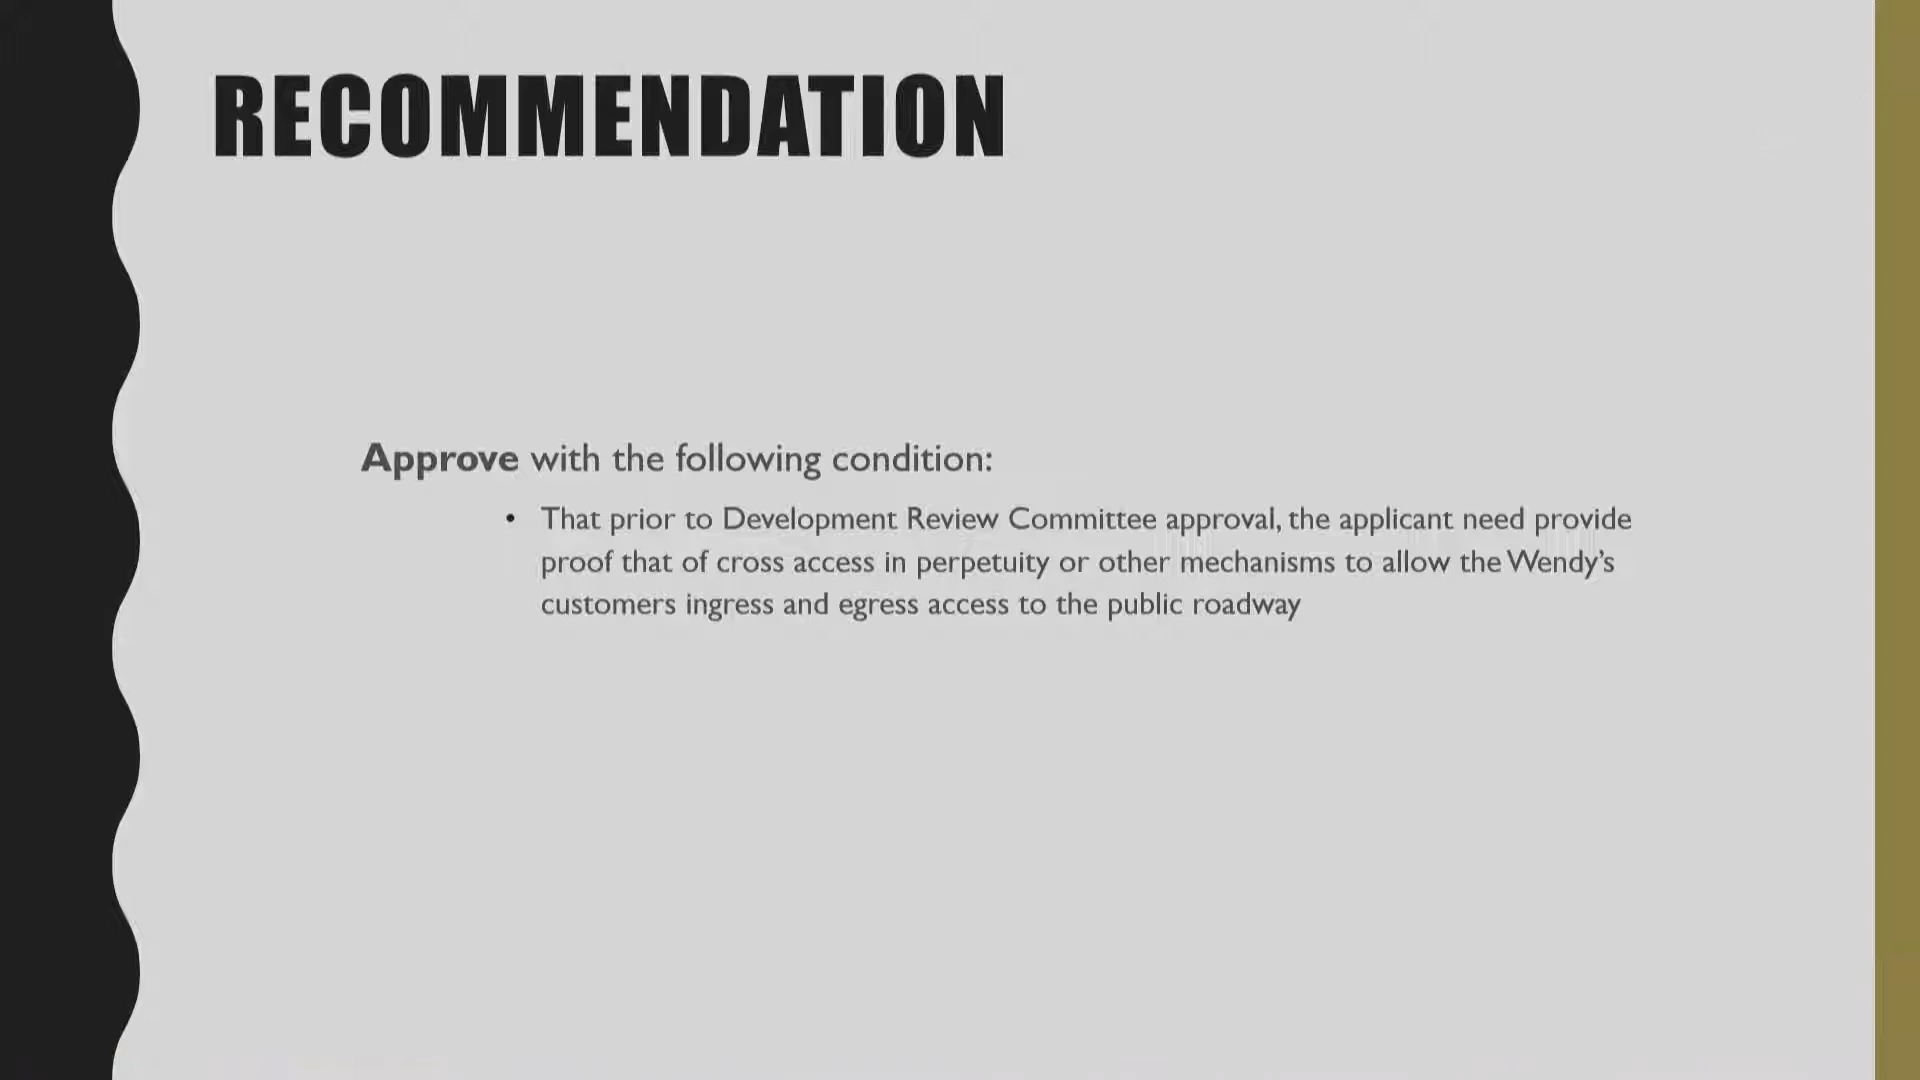 RECOMMENDATION
Approve with the following condition:
• That prior to Development Review Committee approval, the applicant need provide
proof that of cross access in perpetuity or other mechanisms to allow the Wendy’s
customers ingress and egress access to the public roadway